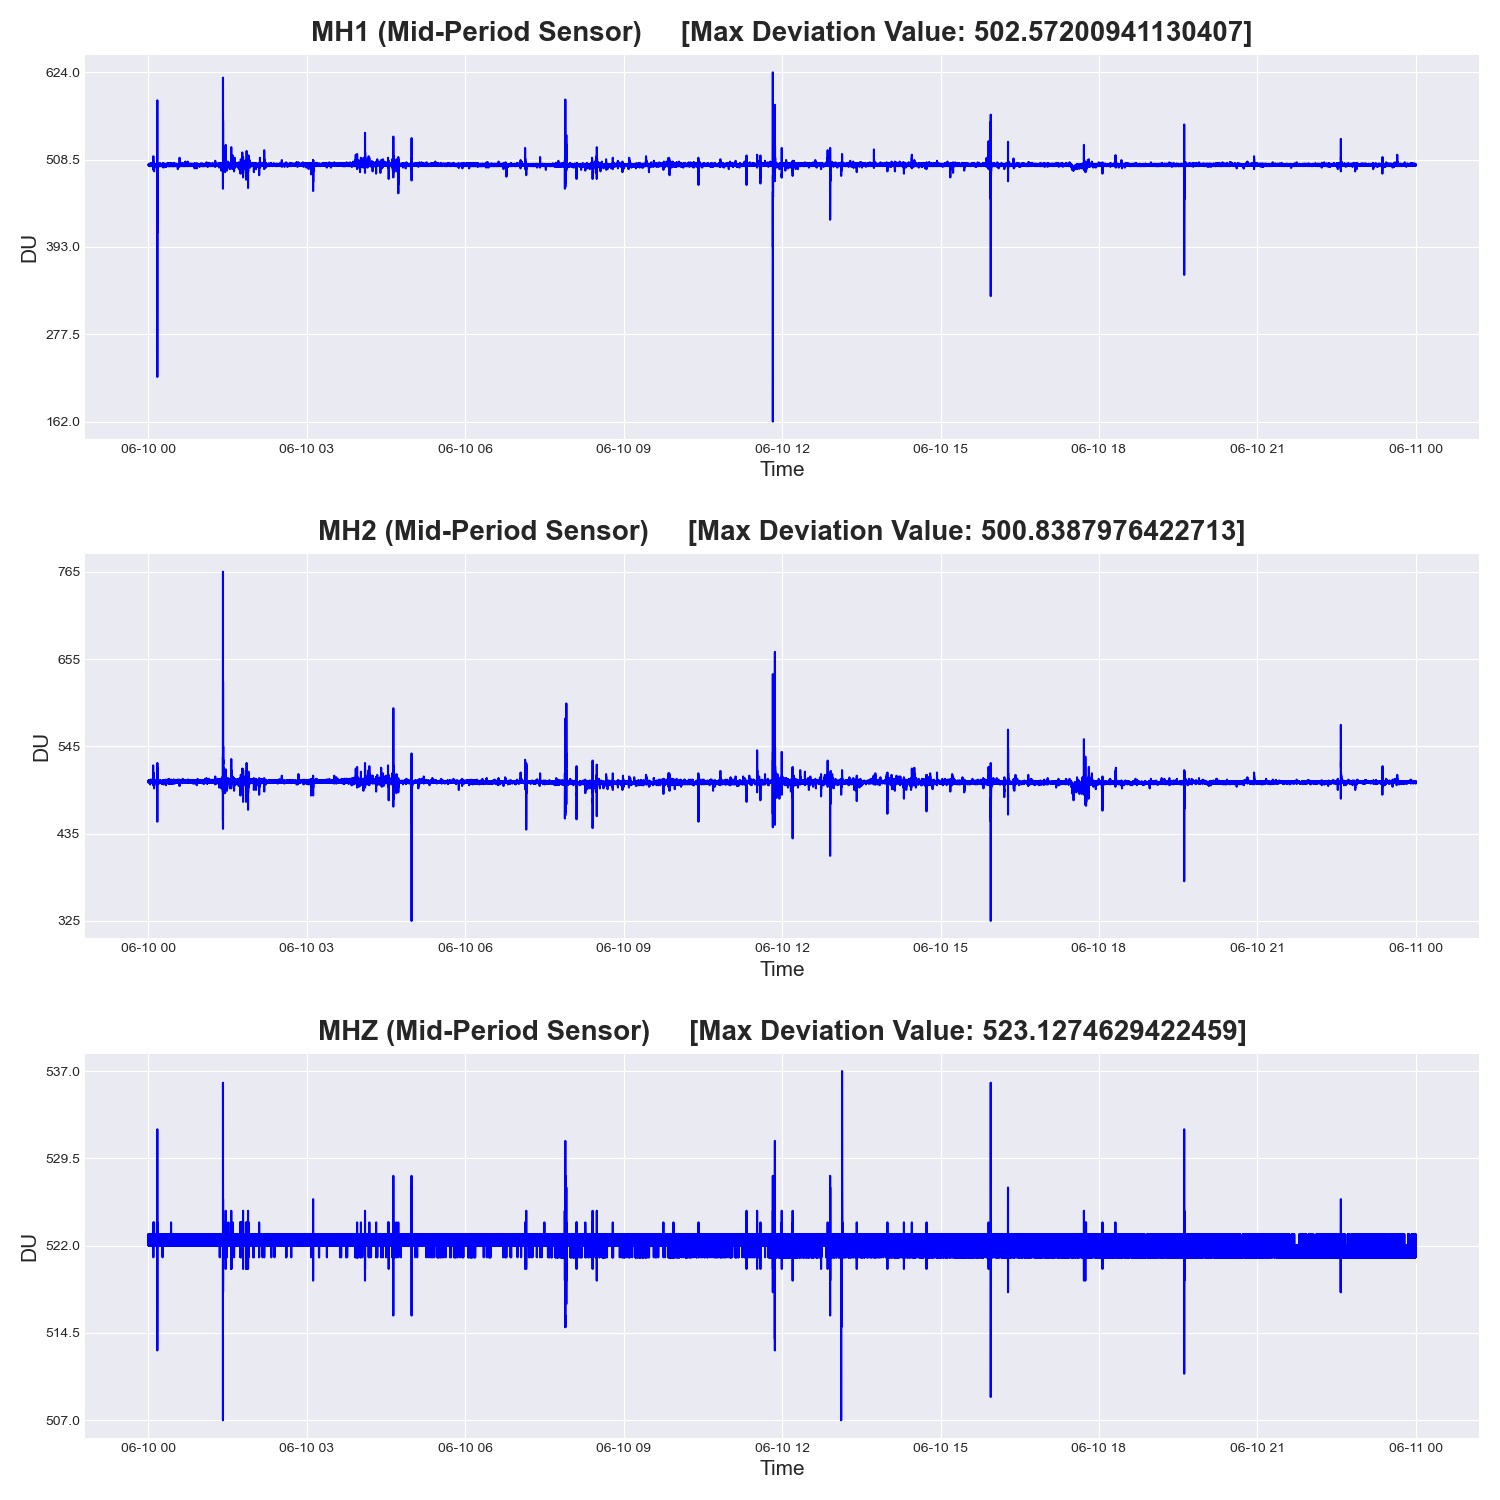 MH1 (Mid-Period Sensor)     [Max Deviation Value: 502.57200941130407]
624.0
508.5
393.0
277.5
162.0
DU
06-10 00 06-10 03 06-10 06 06-10 09 06-10 12 06-10 15 06-10 18 06-10 21 06-11 00
Time
MH2 (Mid-Period Sensor)     [Max Deviation Value: 500.8387976422713]
765
655
545
435
325
DU
06-10 00 06-10 03 06-10 06 06-10 09 06-10 12 06-10 15 06-10 18 06-10 21 06-11 00
Time
MHZ (Mid-Period Sensor)     [Max Deviation Value: 523.1274629422459]
537.0
529.5
522.0
514.5
507.0
DU
06-10 00 06-10 03 06-10 06 06-10 09 06-10 12 06-10 15 06-10 18 06-10 21 06-11 00
Time